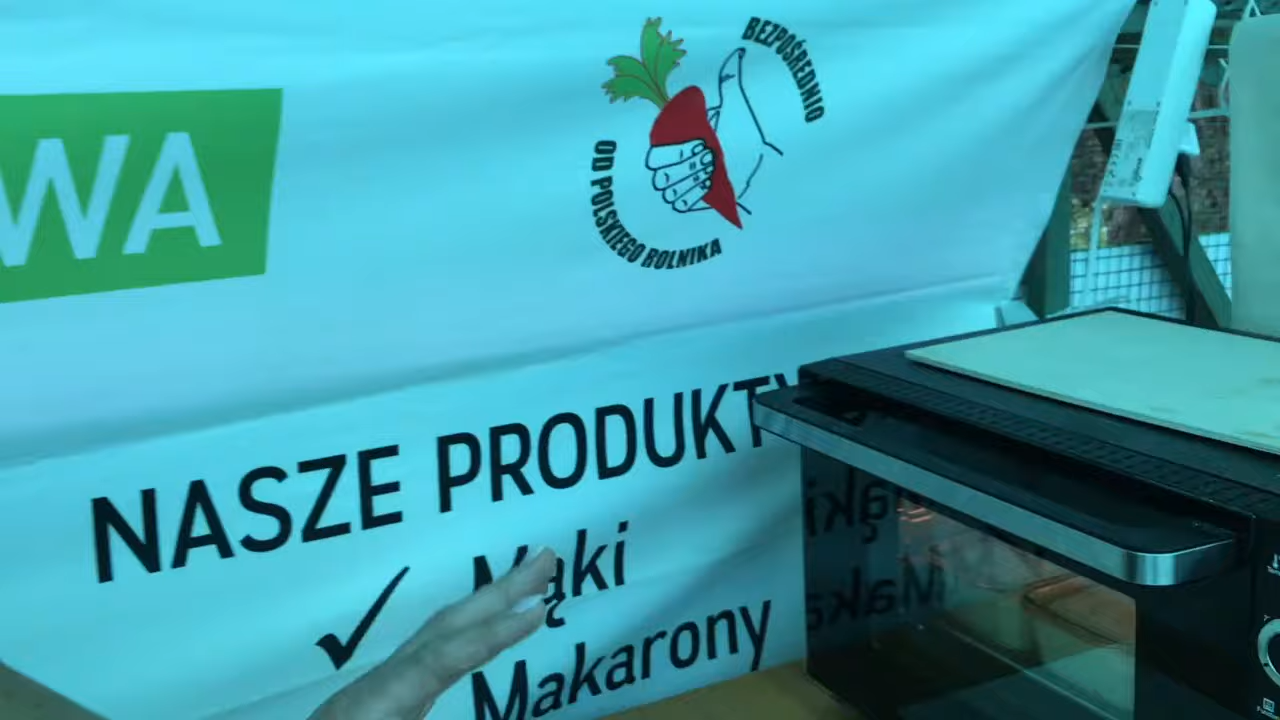 WA
BEZPOŚREDNIO
OD POLSKIEGO ROLNIKA
NASZE PRODUKTY
Mąki
Makarony